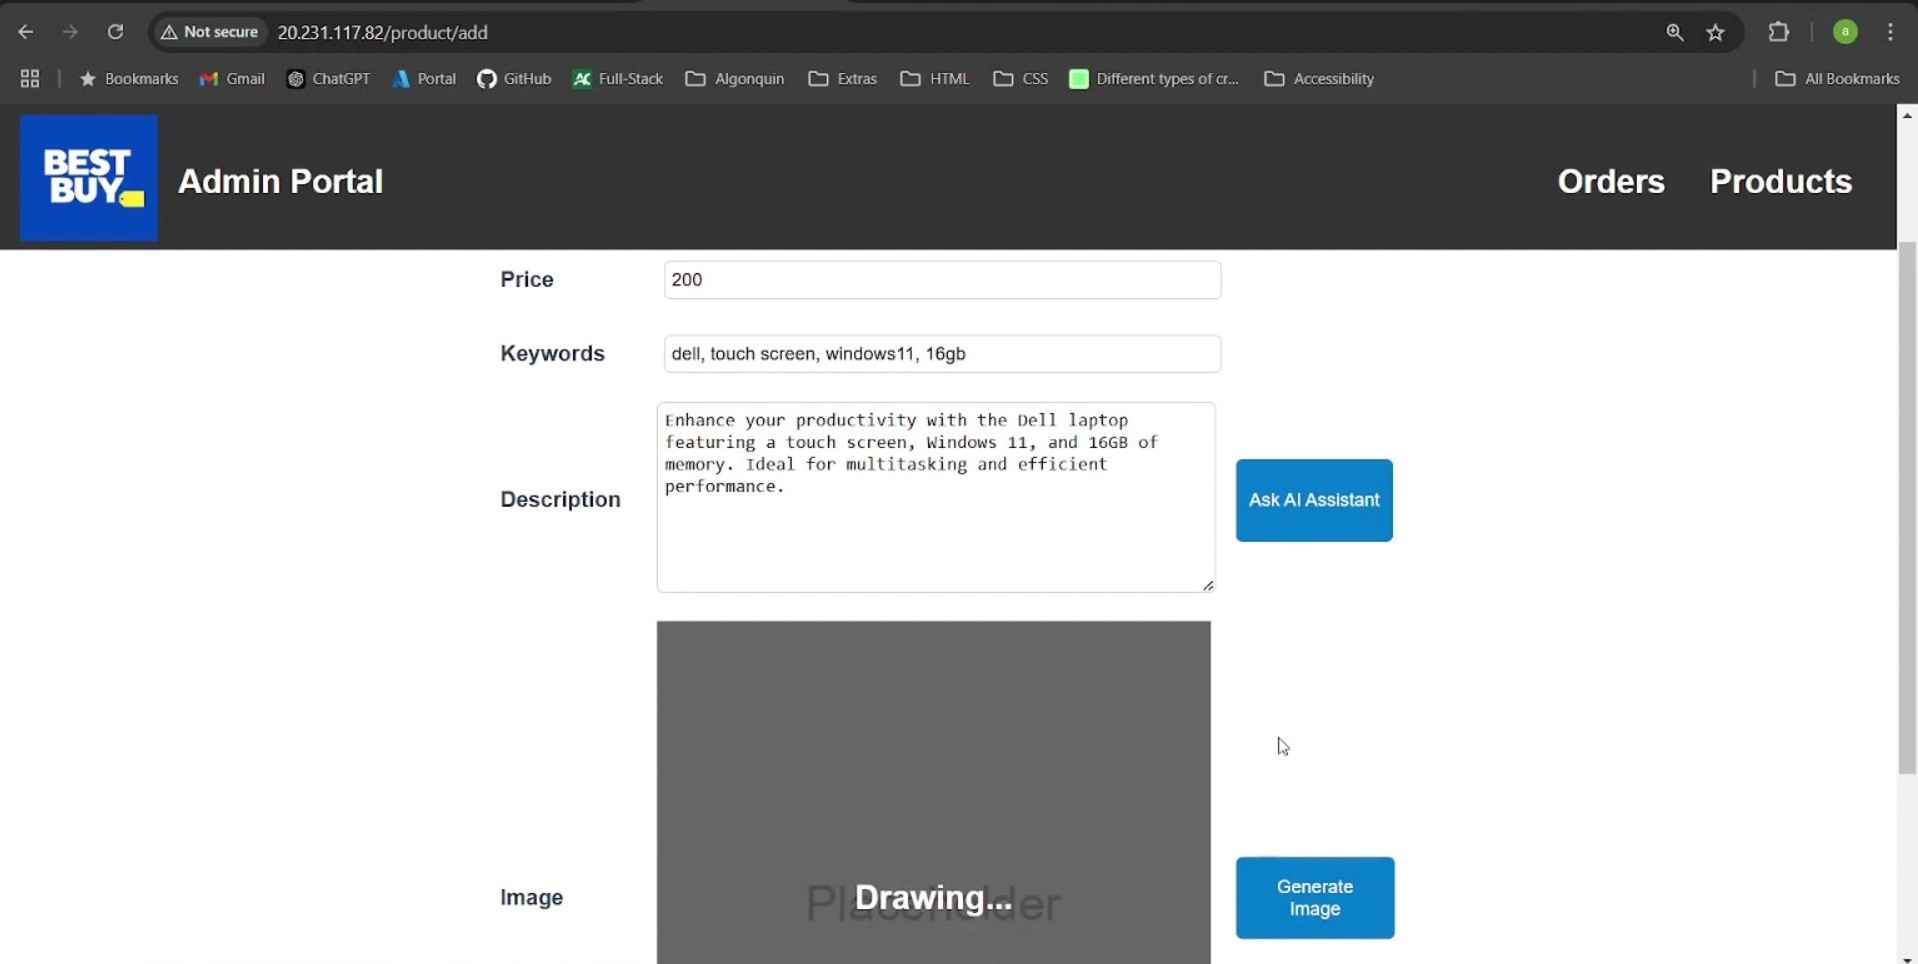 Not secure 20.231.117.82/product/add a
Bookmarks Gmail ChatGPT Portal GitHub AC Full-Stack Algonquin Extras HTML CSS Different types of cr... Accessibility All Bookmarks
BEST
BUY
Admin Portal Orders Products
Price 200
Keywords dell, touch screen, windows11, 16gb
Enhance your productivity with the Dell laptop
featuring a touch screen, Windows 11, and 16GB of
memory. Ideal for multitasking and efficient
performance.
Description
Ask AI Assistant
Image
Placeholder
Drawing...
Generate
Image